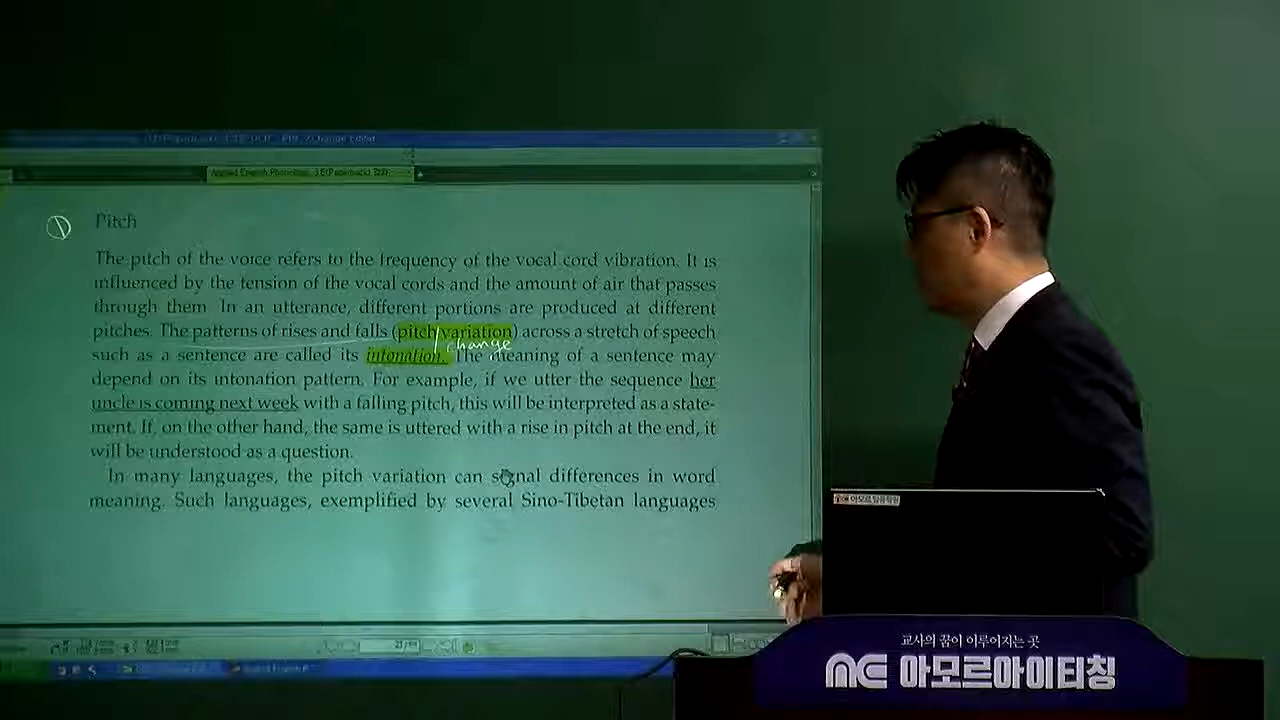 Applied English Phonology, 3.E(Paperback)
Pitch
The pitch of the voice refers to the frequency of the vocal cord vibration. It is
influenced by the tension of the vocal cords and the amount of air that passes
through them. In an utterance, different portions are produced at different
pitches. The patterns of rises and falls (pitch variation) across a stretch of speech
change
such as a sentence are called its intonation. The meaning of a sentence may
depend on its intonation pattern. For example, if we utter the sequence her
uncle is coming next week with a falling pitch, this will be interpreted as a state-
ment. If, on the other hand, the same is uttered with a rise in pitch at the end, it
will be understood as a question.
In many languages, the pitch variation can signal differences in word
meaning. Such languages, exemplified by several Sino-Tibetan languages
교사의 꿈이 이루어지는 곳
아모르아이티칭